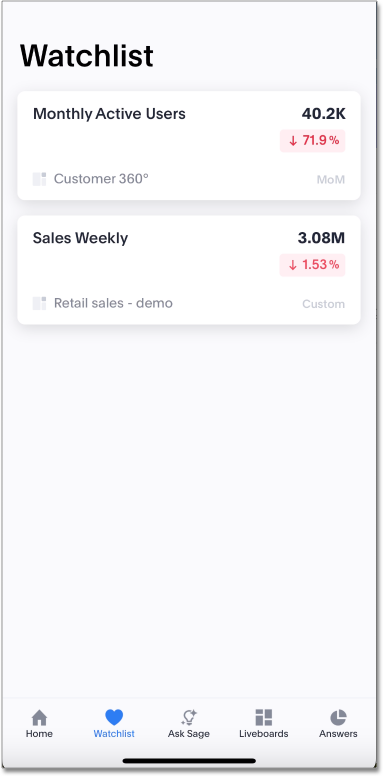 Watchlist
Monthly Active Users 40.2K
↓ 71.9%
Customer 360° MoM
Sales Weekly 3.08M
↓ 1.53%
Retail sales - demo Custom
Home Watchlist Ask Sage Liveboards Answers